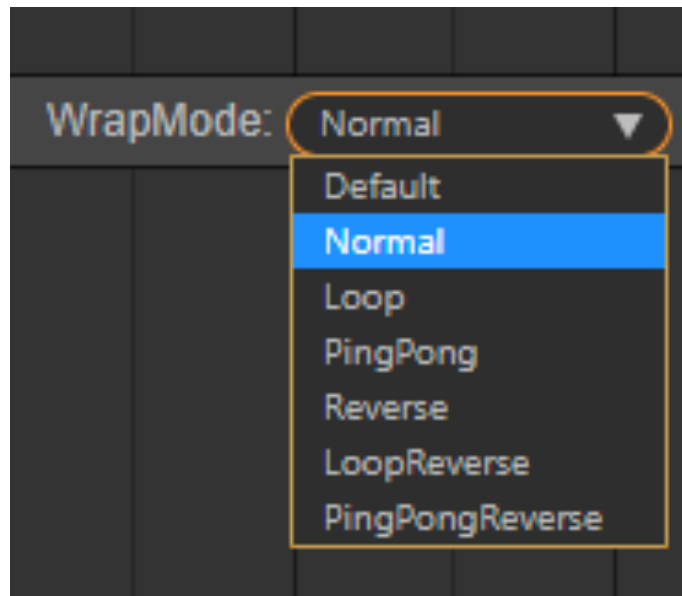 WrapMode: Normal
Default
Normal
Loop
PingPong
Reverse
LoopReverse
PingPongReverse